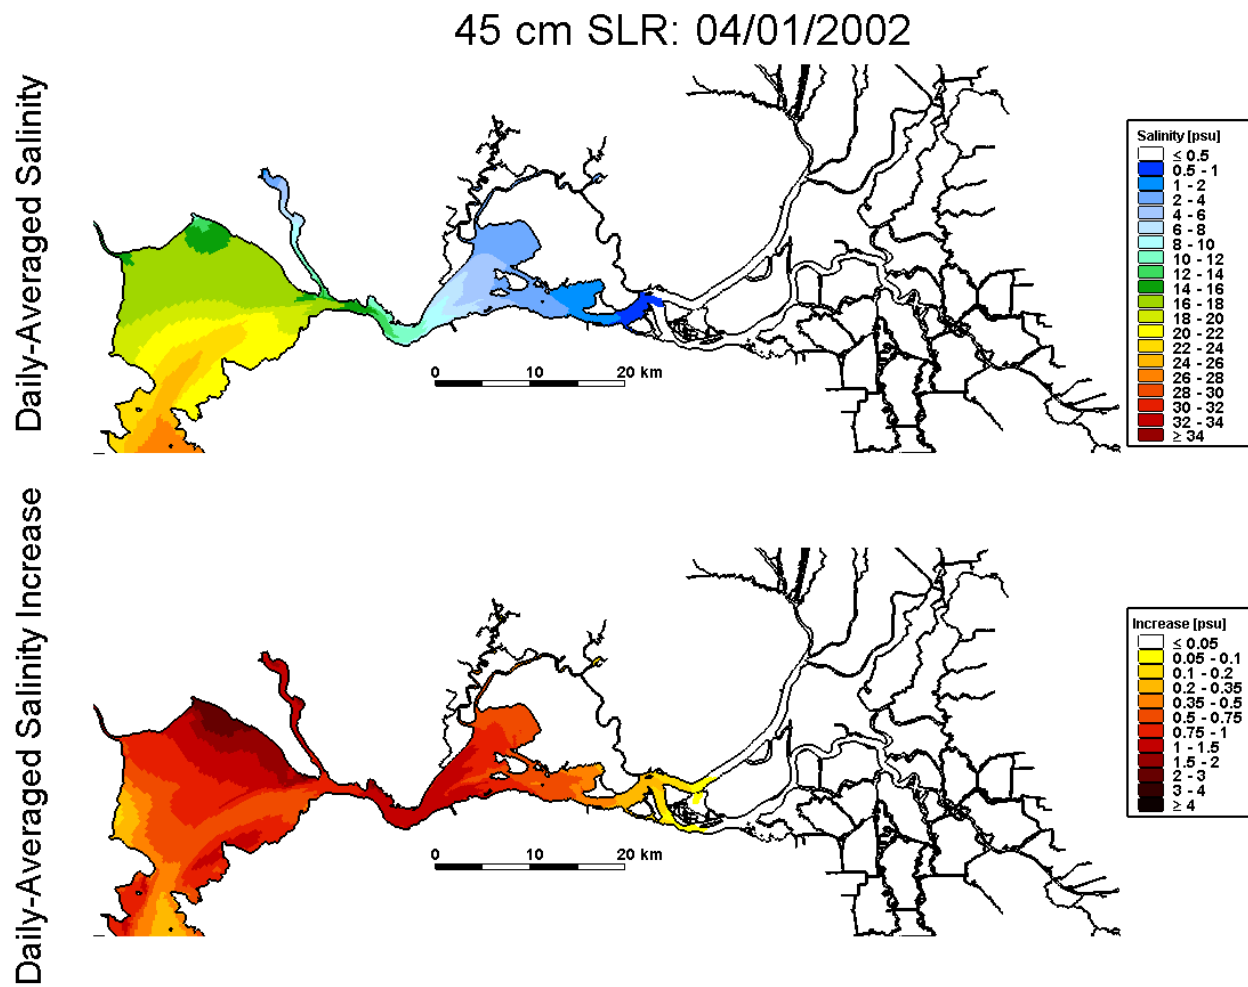 45 cm SLR: 04/01/2002
Daily-Averaged Salinity
Salinity [psu]
≤ 0.5
0.5 - 1
1 - 2
2 - 4
4 - 6
6 - 8
8 - 10
10 - 12
12 - 14
14 - 16
16 - 18
18 - 20
20 - 22
22 - 24
24 - 26
26 - 28
28 - 30
30 - 32
32 - 34
≥ 34
0 10 20 km
Daily-Averaged Salinity Increase
Increase [psu]
≤ 0.05
0.05 - 0.1
0.1 - 0.2
0.2 - 0.35
0.35 - 0.5
0.5 - 0.75
0.75 - 1
1 - 1.5
1.5 - 2
2 - 3
3 - 4
≥ 4
0 10 20 km